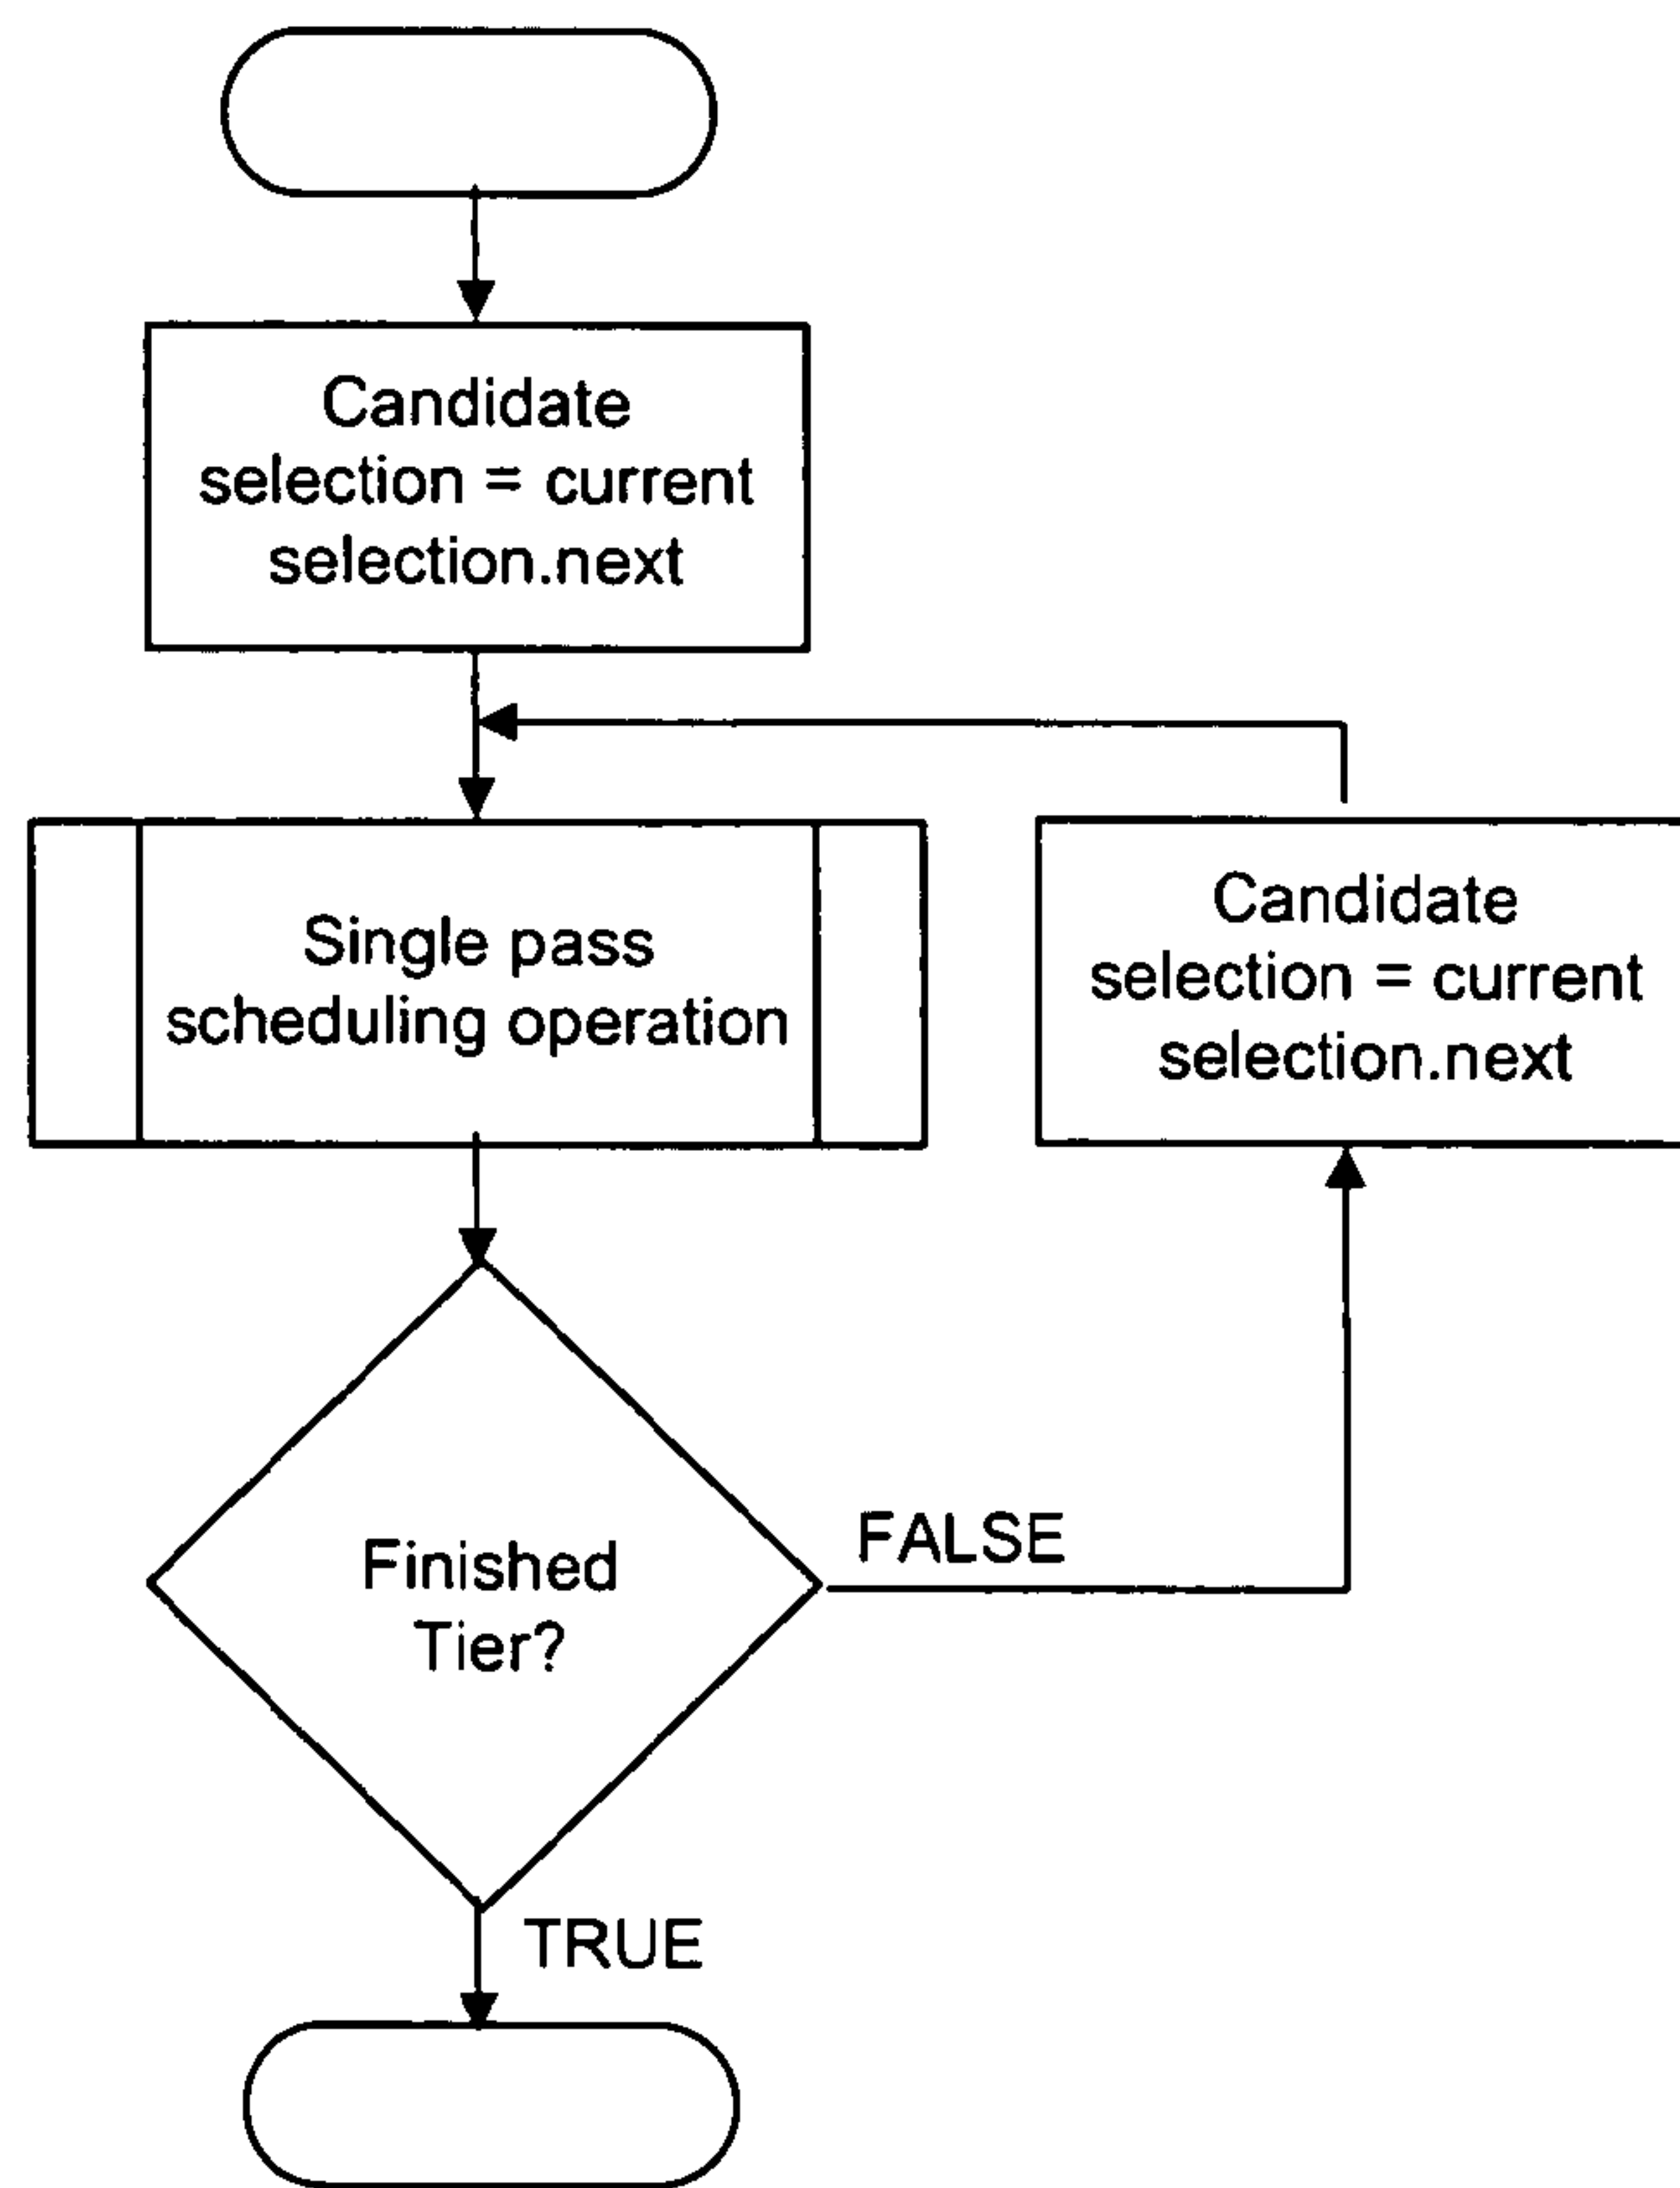 Candidate
selection = current
selection.next
Single pass
scheduling operation
Candidate
selection = current
selection.next
Finished
Tier?
FALSE
TRUE